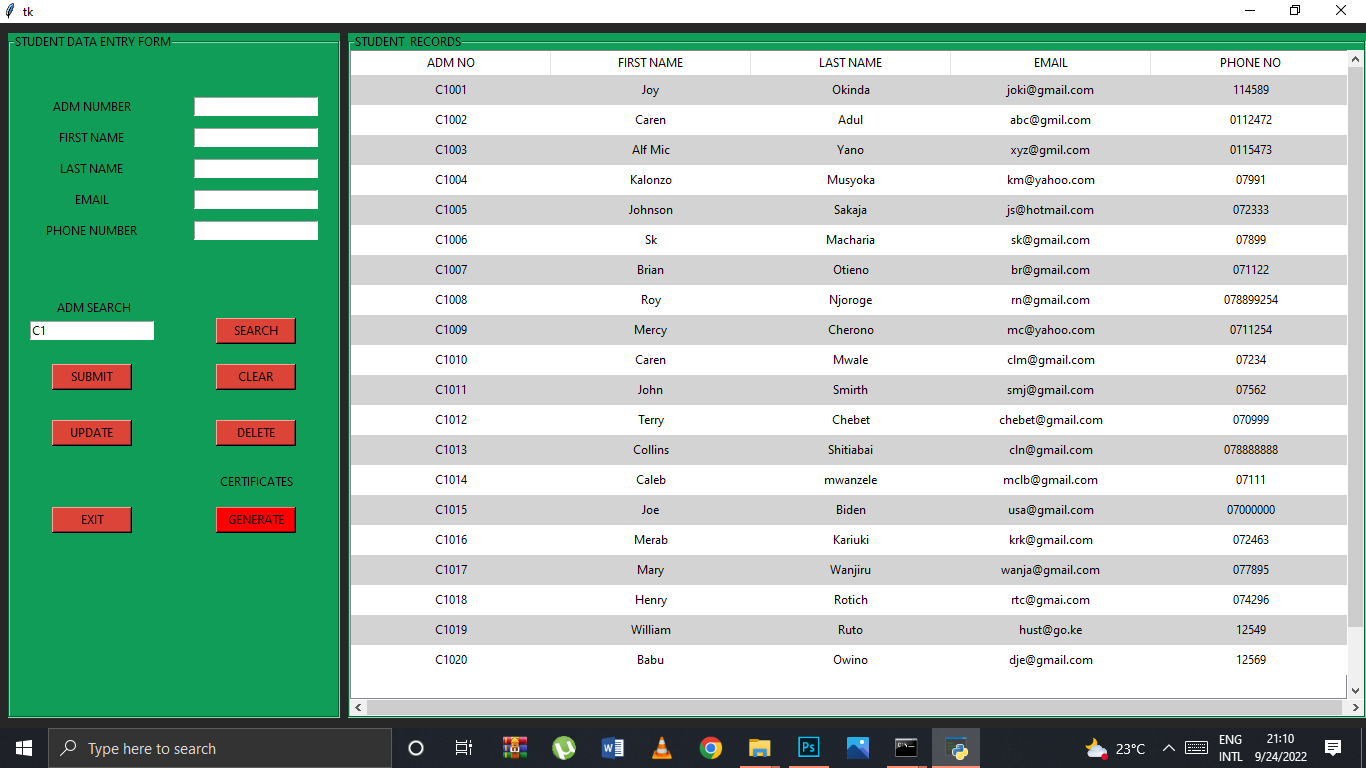 tk
STUDENT DATA ENTRY FORM
ADM NUMBER
FIRST NAME
LAST NAME
EMAIL
PHONE NUMBER
ADM SEARCH
C1 SEARCH
SUBMIT CLEAR
UPDATE DELETE
CERTIFICATES
EXIT GENERATE
STUDENT RECORDS
ADM NO FIRST NAME LAST NAME EMAIL PHONE NO
C1001 Joy Okinda joki@gmail.com 114589
C1002 Caren Adul abc@gmil.com 0112472
C1003 Alf Mic Yano xyz@gmil.com 0115473
C1004 Kalonzo Musyoka km@yahoo.com 07991
C1005 Johnson Sakaja js@hotmail.com 072333
C1006 Sk Macharia sk@gmail.com 07899
C1007 Brian Otieno br@gmail.com 071122
C1008 Roy Njoroge rn@gmail.com 078899254
C1009 Mercy Cherono mc@yahoo.com 0711254
C1010 Caren Mwale clm@gmail.com 07234
C1011 John Smirth smj@gmail.com 07562
C1012 Terry Chebet chebet@gmail.com 070999
C1013 Collins Shitiabai cln@gmail.com 078888888
C1014 Caleb mwanzele mclb@gmail.com 07111
C1015 Joe Biden usa@gmail.com 07000000
C1016 Merab Kariuki krk@gmail.com 072463
C1017 Mary Wanjiru wanja@gmail.com 077895
C1018 Henry Rotich rtc@gmai.com 074296
C1019 William Ruto hust@go.ke 12549
C1020 Babu Owino dje@gmail.com 12569
Type here to search
W
Ps
23°C
ENG
INTL
21:10
9/24/2022